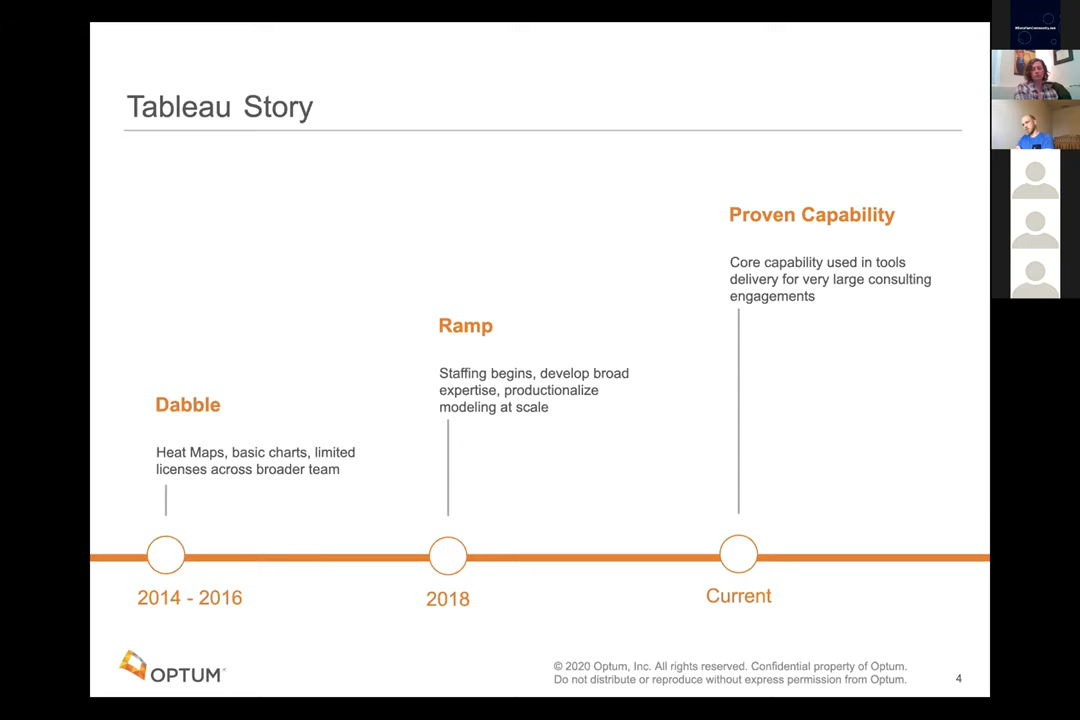 Tableau Story
Proven Capability
Core capability used in tools
delivery for very large consulting
engagements
Ramp
Staffing begins, develop broad
expertise, productionalize
modeling at scale
Dabble
Heat Maps, basic charts, limited
licenses across broader team
2014 - 2016
2018
Current
OPTUM
© 2020 Optum, Inc. All rights reserved. Confidential property of Optum.
Do not distribute or reproduce without express permission from Optum.
4